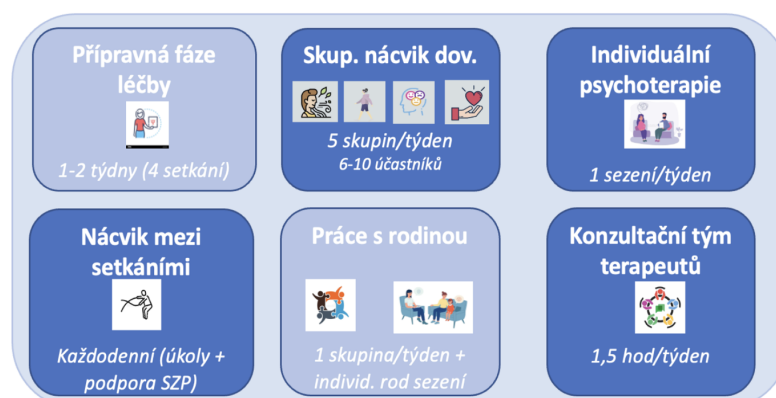 Přípravná fáze
léčby
1-2 týdny (4 setkání)
Skup. nácvik dov.
5 skupin/týden
6-10 účastníků
Individuální
psychoterapie
1 sezení/týden
Nácvik mezi
setkáními
Každodenní (úkoly +
podpora SZP)
Práce s rodinou
1 skupina/týden +
individ. rod sezení
Konzultační tým
terapeutů
1,5 hod/týden